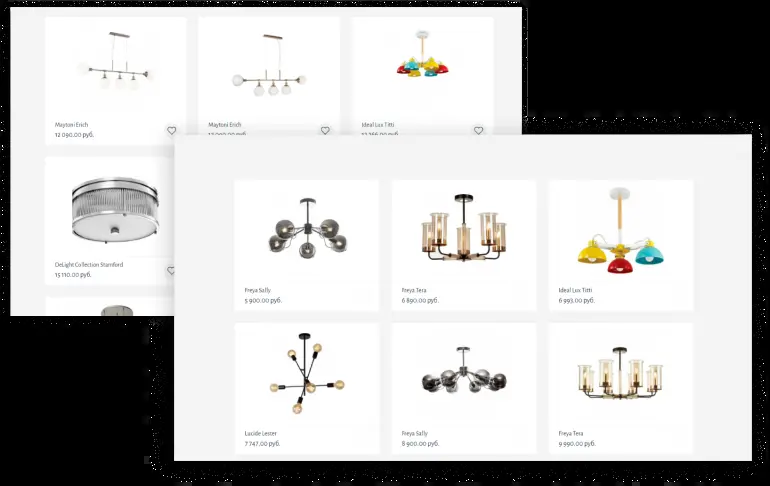 Maytoni Erich
12 090.00 руб.
Maytoni Erich
Ideal Lux Titti
DeLight Collection Stamford
15 110.00 руб.
Freya Sally
5 900.00 руб.
Freya Tera
6 890.00 руб.
Ideal Lux Titti
6 993.00 руб.
Lucide Lester
7 747.00 руб.
Freya Sally
8 900.00 руб.
Freya Tera
9 990.00 руб.